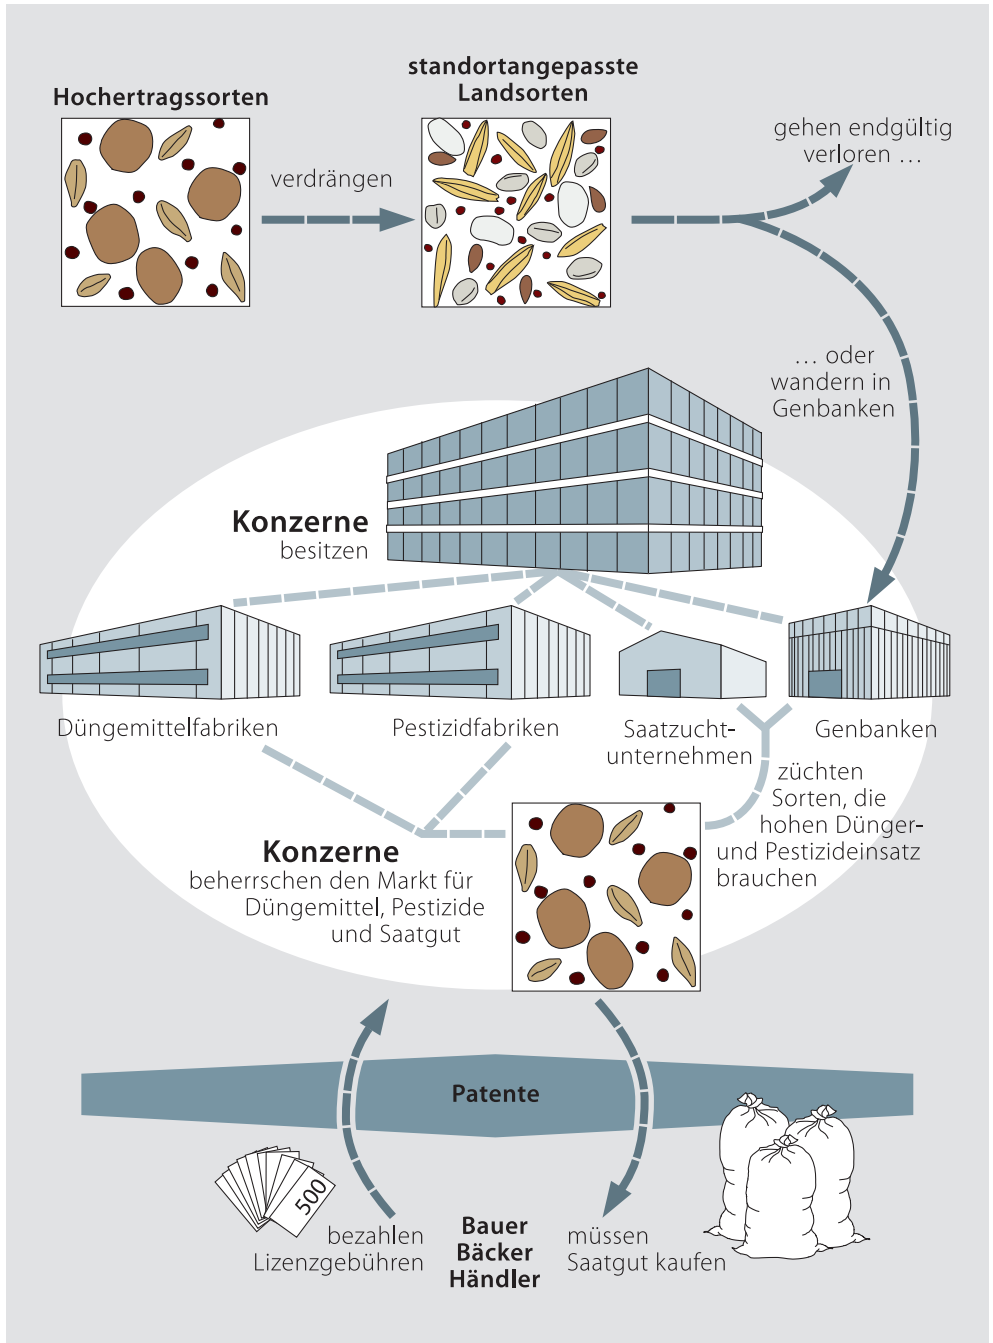 Hochertragssorten
standortangepasste
Landsorten
verdrängen
gehen endgültig
verloren …
… oder
wandern in
Genbanken
Konzerne
besitzen
Düngemittelfabriken
Pestizidfabriken
Saatzucht-
unternehmen
Genbanken
züchten
Sorten, die
hohen Dünger-
und Pestizideinsatz
brauchen
Konzerne
beherrschen den Markt für
Düngemittel, Pestizide
und Saatgut
Patente
500
bezahlen
Lizenzgebühren
Bauer
Bäcker
Händler
müssen
Saatgut kaufen